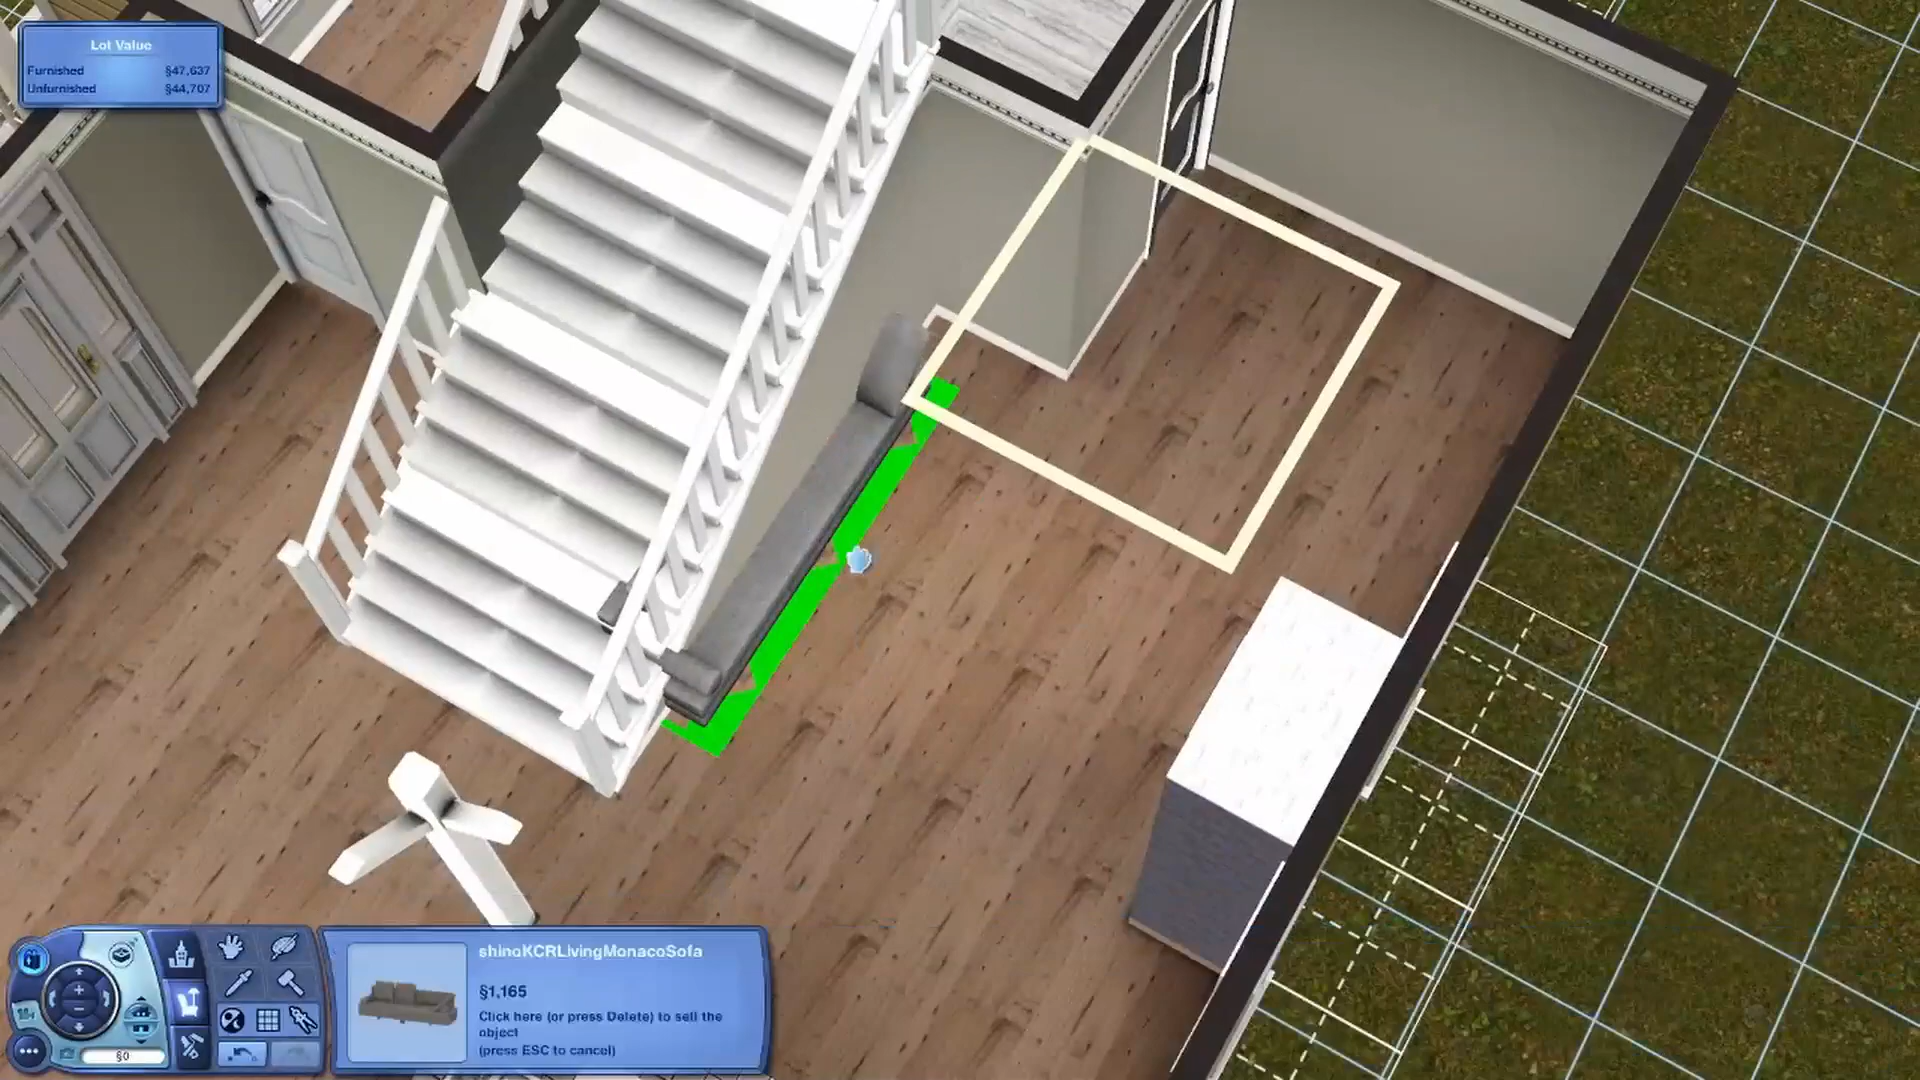 Lot Value
Furnished §47,637
Unfurnished §44,707
shinoKCRLivingMonacoSofa
§1,165
Click here (or press Delete) to sell the
object
(press ESC to cancel)
§0